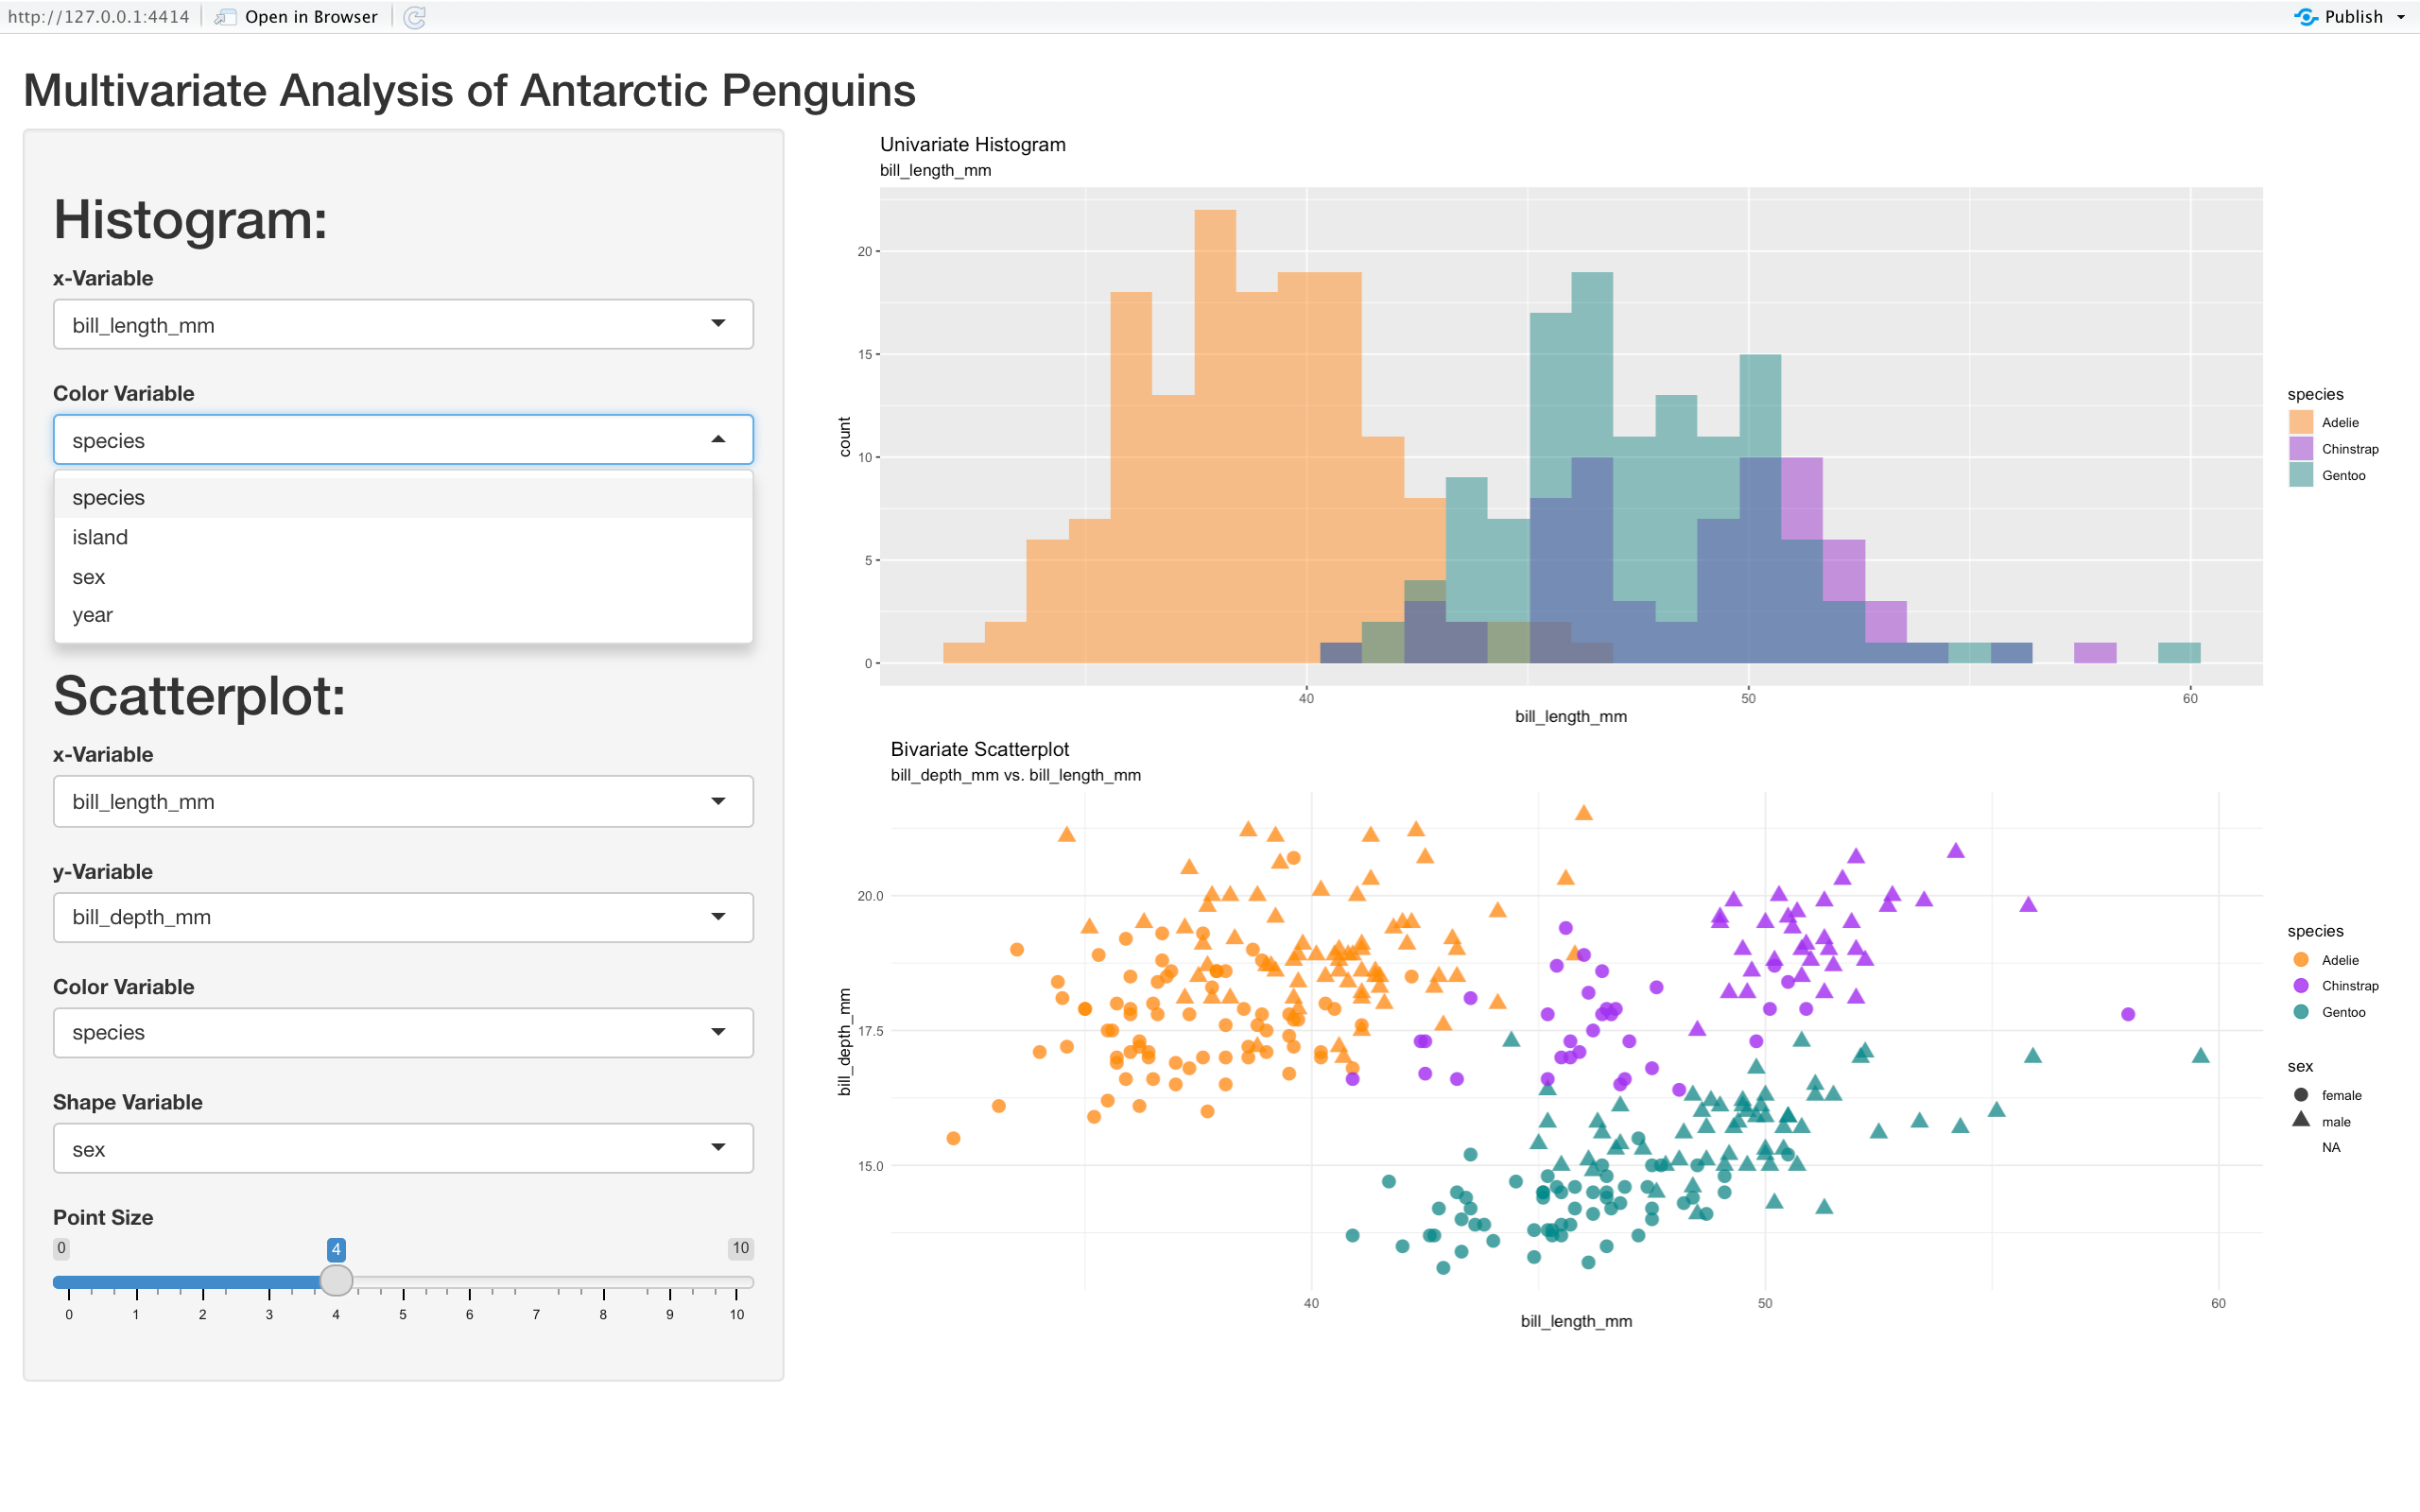 http://127.0.0.1:4414 Open in Browser Publish
Multivariate Analysis of Antarctic Penguins
Histogram:
x-Variable
bill_length_mm
Color Variable
species
species
island
sex
year
Scatterplot:
x-Variable
bill_length_mm
y-Variable
bill_depth_mm
Color Variable
species
Shape Variable
sex
Point Size
0 4 10
0 1 2 3 4 5 6 7 8 9 10
Univariate Histogram
bill_length_mm
count
20
15
10
5
0
40 50 60
bill_length_mm
species
Adelie
Chinstrap
Gentoo
Bivariate Scatterplot
bill_depth_mm vs. bill_length_mm
bill_depth_mm
20.0
17.5
15.0
40 50 60
bill_length_mm
species
Adelie
Chinstrap
Gentoo
sex
female
male
NA